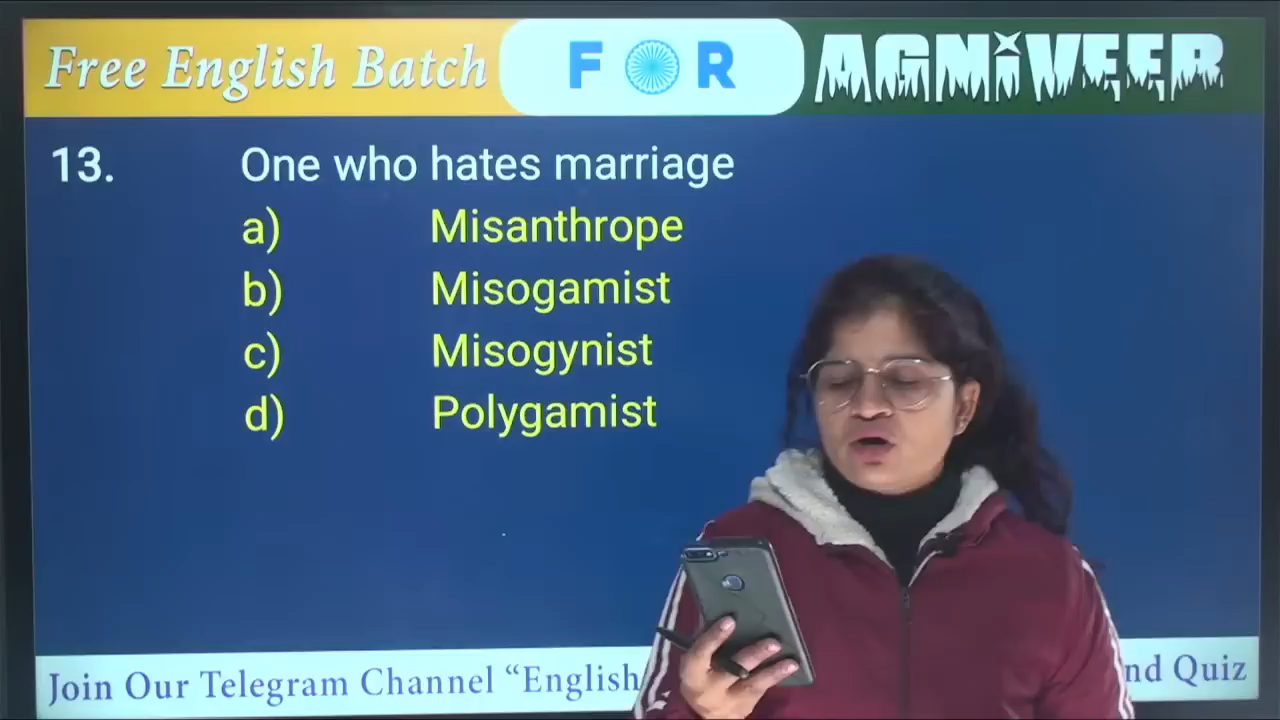 Free English Batch FOR AGNiVEER
13. One who hates marriage
a) Misanthrope
b) Misogamist
c) Misogynist
d) Polygamist
Join Our Telegram Channel “English nd Quiz